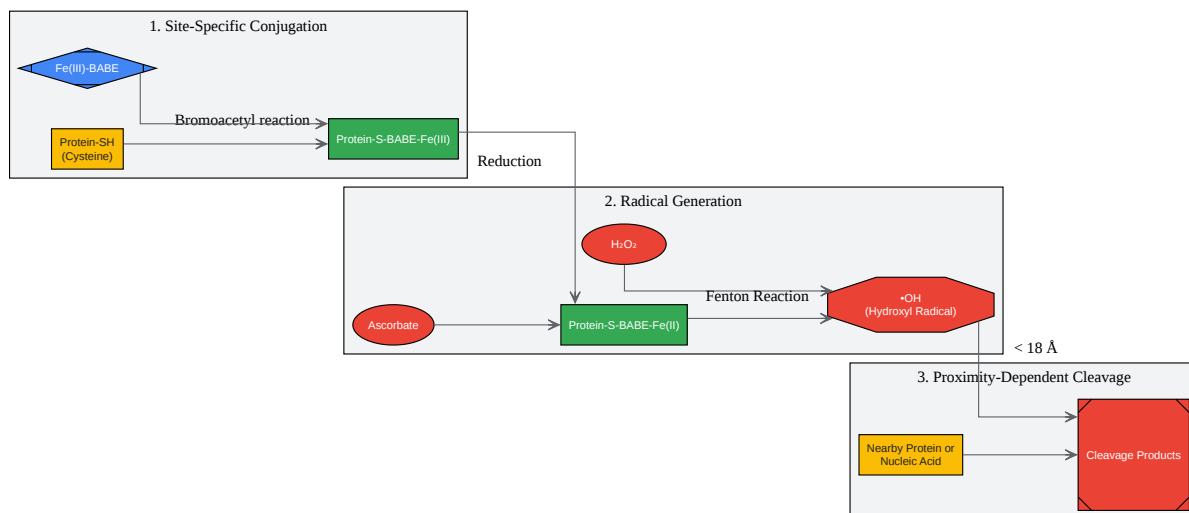 1. Site-Specific Conjugation
Fe(III)-BABE
Bromoacetyl reaction
Protein-SH
(Cysteine)
Protein-S-BABE-Fe(III)
Reduction
2. Radical Generation
H₂O₂
Fenton Reaction
•OH
(Hydroxyl Radical)
Ascorbate
Protein-S-BABE-Fe(II)
< 18 Å
3. Proximity-Dependent Cleavage
Nearby Protein or
Nucleic Acid
Cleavage Products